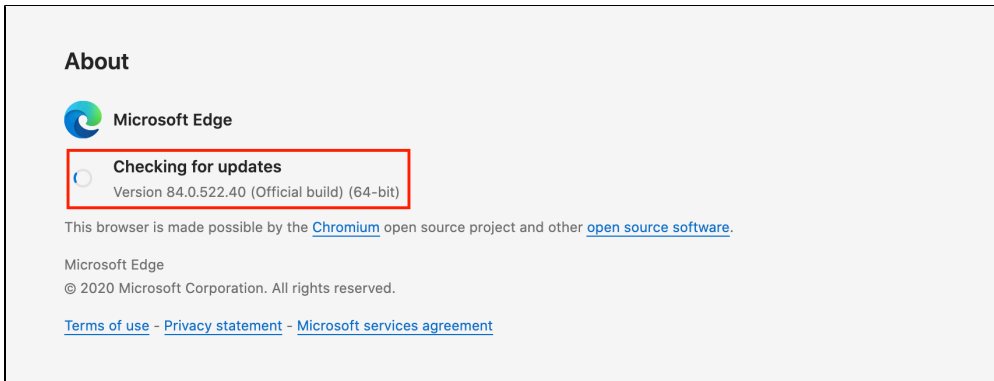 About
Microsoft Edge
Checking for updates
Version 84.0.522.40 (Official build) (64-bit)
This browser is made possible by the Chromium open source project and other open source software.
Microsoft Edge
© 2020 Microsoft Corporation. All rights reserved.
Terms of use - Privacy statement - Microsoft services agreement